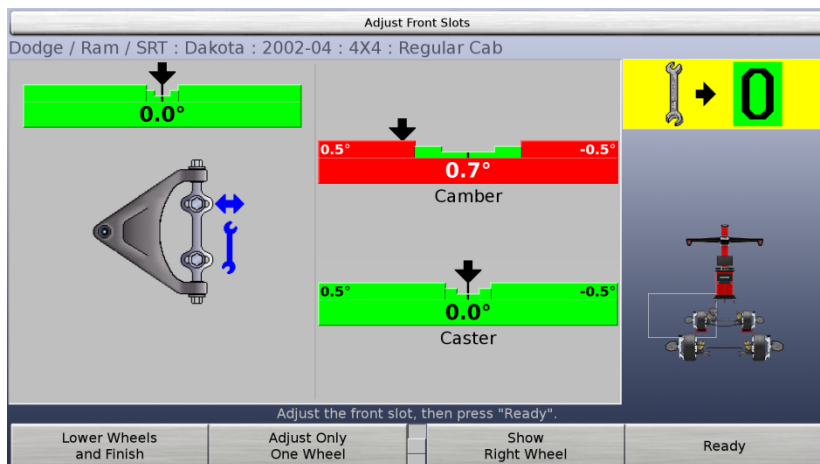 Adjust Front Slots
Dodge / Ram / SRT : Dakota : 2002-04 : 4X4 : Regular Cab
0.0°
0
0.5° -0.5°
0.7°
Camber
0.5° -0.5°
0.0°
Caster
Adjust the front slot, then press "Ready".
Lower Wheels
and Finish
Adjust Only
One Wheel
Show
Right Wheel
Ready